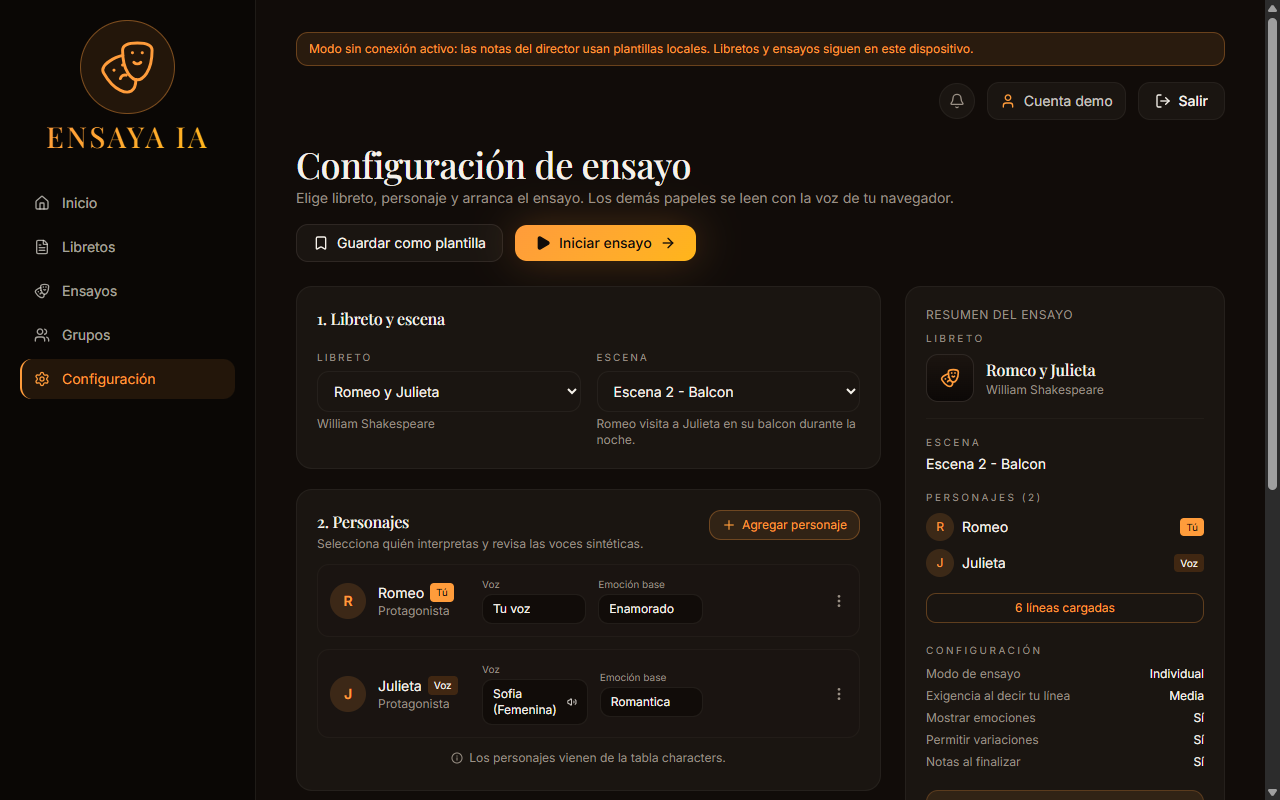 ENSAYA IA
Inicio
Libretos
Ensayos
Grupos
Configuración
Modo sin conexión activo: las notas del director usan plantillas locales. Libretos y ensayos siguen en este dispositivo.
Cuenta demo
Salir
Configuración de ensayo
Elige libreto, personaje y arranca el ensayo. Los demás papeles se leen con la voz de tu navegador.
Guardar como plantilla
Iniciar ensayo
1. Libreto y escena
LIBRETO
Romeo y Julieta
William Shakespeare
ESCENA
Escena 2 - Balcon
Romeo visita a Julieta en su balcon durante la
noche.
2. Personajes
Selecciona quién interpretas y revisa las voces sintéticas.
Agregar personaje
R
Romeo Tú
Protagonista
Voz
Tu voz
Emoción base
Enamorado
J
Julieta Voz
Protagonista
Voz
Sofia
(Femenina)
Emoción base
Romantica
Los personajes vienen de la tabla characters.
RESUMEN DEL ENSAYO
LIBRETO
Romeo y Julieta
William Shakespeare
ESCENA
Escena 2 - Balcon
PERSONAJES (2)
R Romeo Tú
J Julieta Voz
6 líneas cargadas
CONFIGURACIÓN
Modo de ensayo Individual
Exigencia al decir tu línea Media
Mostrar emociones Sí
Permitir variaciones Sí
Notas al finalizar Sí